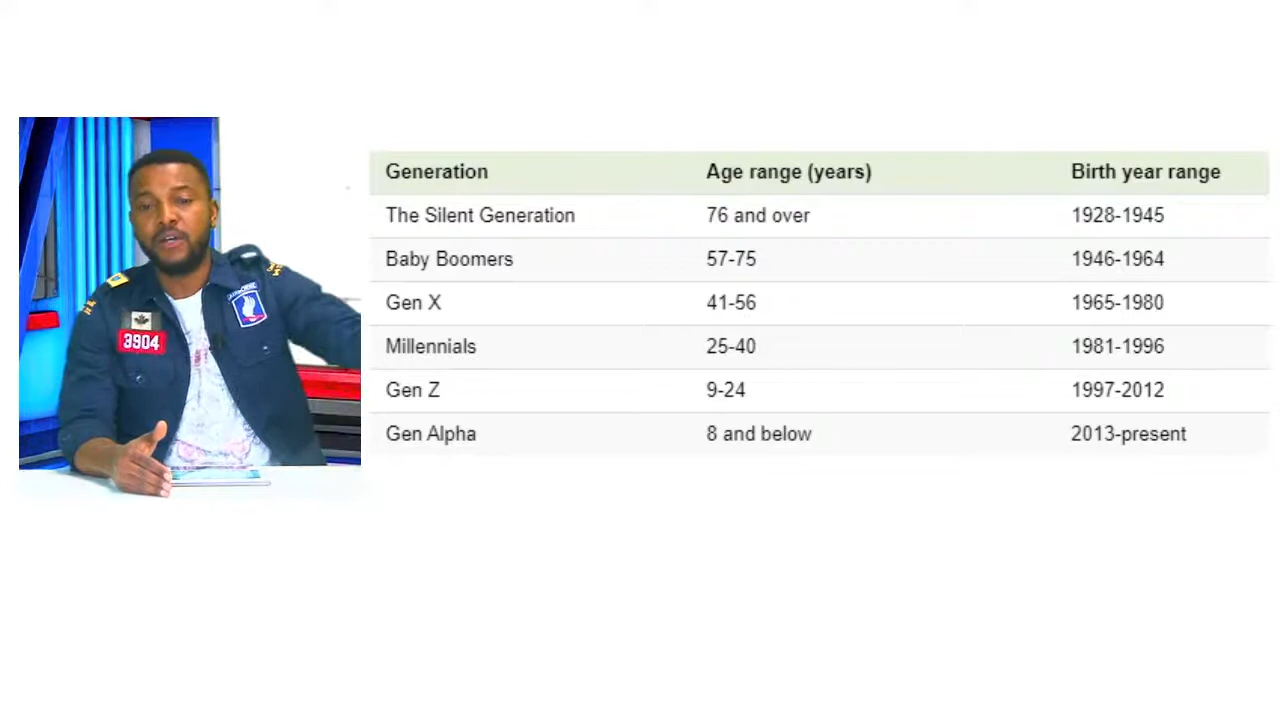 Generation Age range (years) Birth year range
The Silent Generation 76 and over 1928-1945
Baby Boomers 57-75 1946-1964
Gen X 41-56 1965-1980
Millennials 25-40 1981-1996
Gen Z 9-24 1997-2012
Gen Alpha 8 and below 2013-present
AIRBORNE
3904